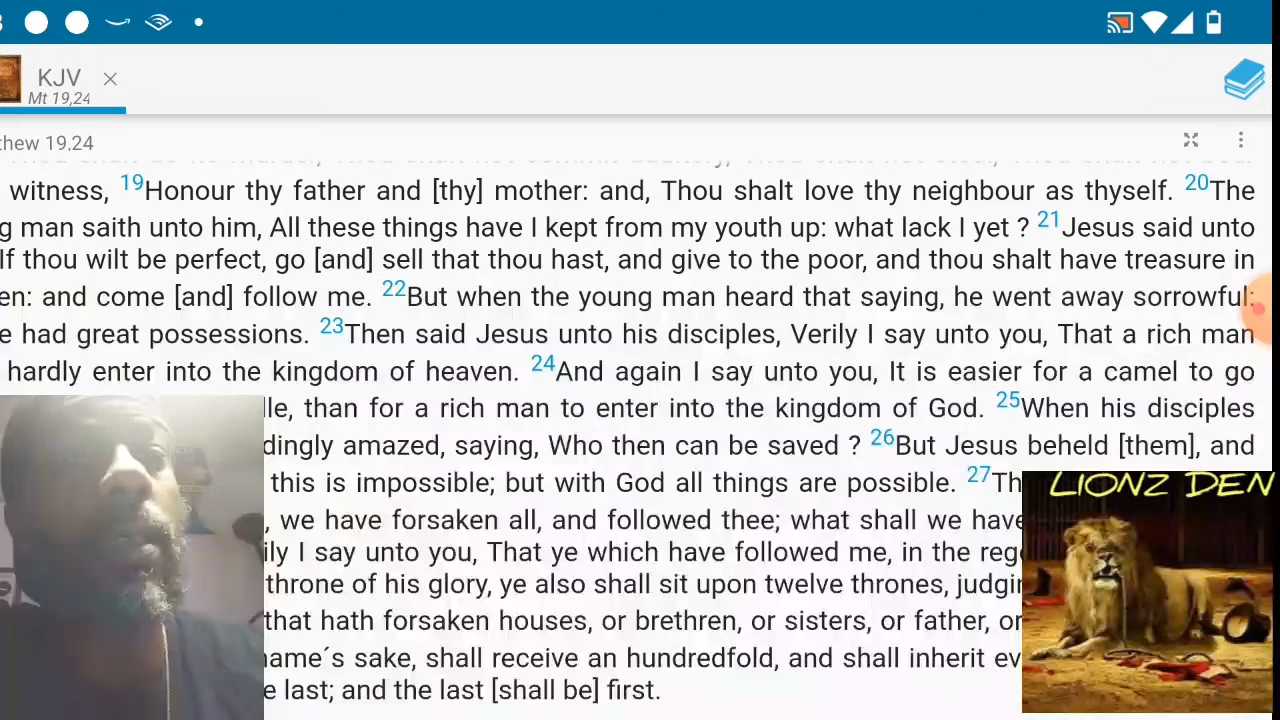 KJV
Mt 19,24
thew 19.24
witness, 19Honour thy father and [thy] mother: and, Thou shalt love thy neighbour as thyself. 20The
g man saith unto him, All these things have I kept from my youth up: what lack I yet ? 21Jesus said unto
If thou wilt be perfect, go [and] sell that thou hast, and give to the poor, and thou shalt have treasure in
en: and come [and] follow me. 22But when the young man heard that saying, he went away sorrowful:
e had great possessions. 23Then said Jesus unto his disciples, Verily I say unto you, That a rich man
hardly enter into the kingdom of heaven. 24And again I say unto you, It is easier for a camel to go
le, than for a rich man to enter into the kingdom of God. 25When his disciples
dingly amazed, saying, Who then can be saved ? 26But Jesus beheld [them], and
this is impossible; but with God all things are possible. 27Th
, we have forsaken all, and followed thee; what shall we have
ily I say unto you, That ye which have followed me, in the reg
throne of his glory, ye also shall sit upon twelve thrones, judgin
that hath forsaken houses, or brethren, or sisters, or father, or
name´s sake, shall receive an hundredfold, and shall inherit ev
e last; and the last [shall be] first.
LIONZ DEN